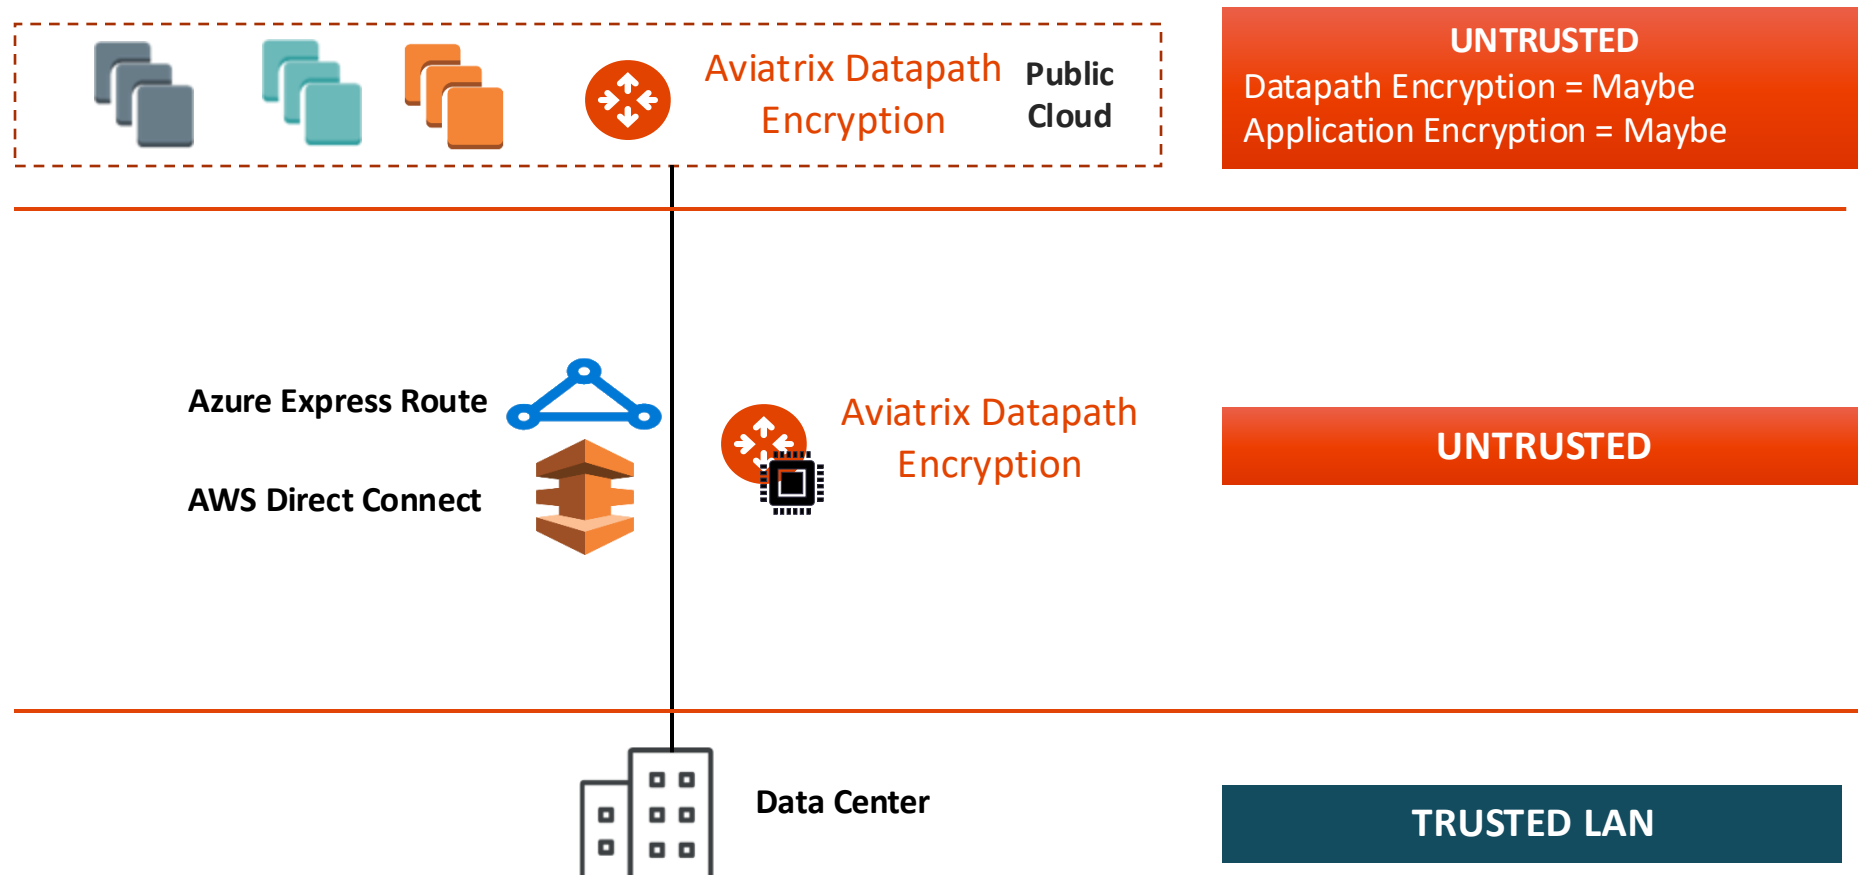 Aviatrix Datapath
Encryption
Public
Cloud
UNTRUSTED
Datapath Encryption = Maybe
Application Encryption = Maybe
Azure Express Route
AWS Direct Connect
Aviatrix Datapath
Encryption
UNTRUSTED
Data Center
TRUSTED LAN